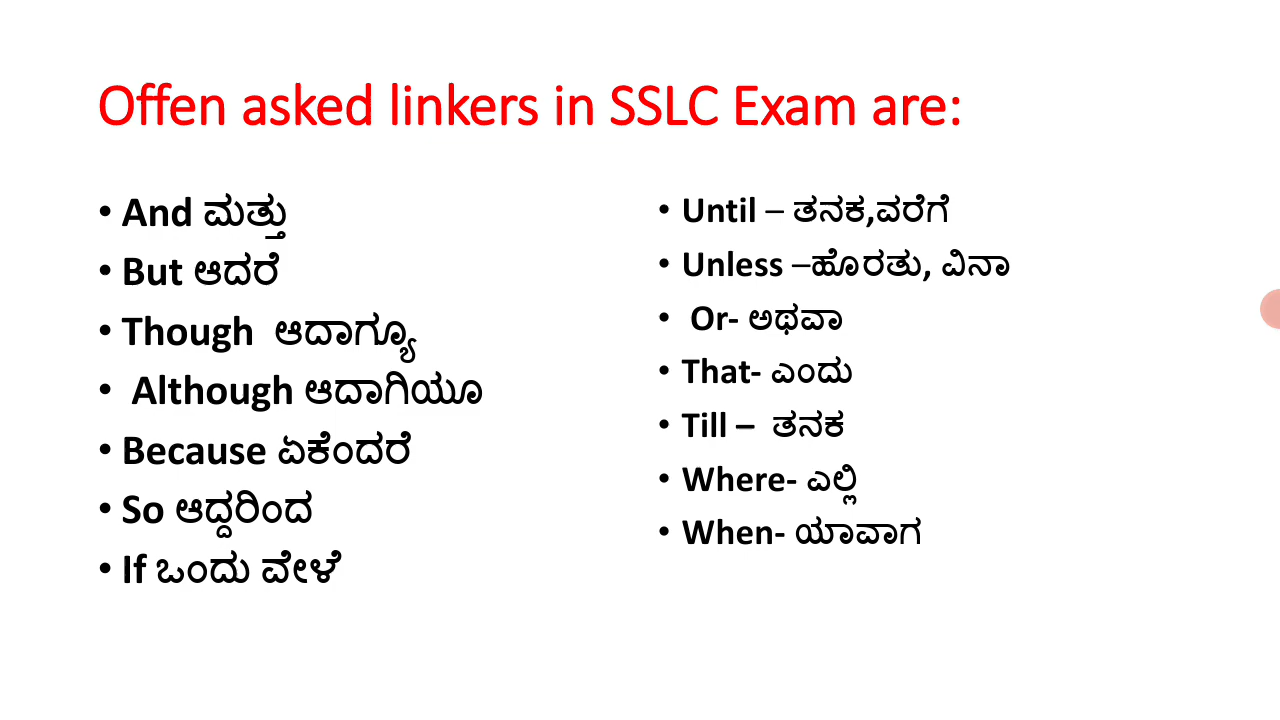 Offen asked linkers in SSLC Exam are:
• And ಮತ್ತು
• But ಆದರೆ
• Though ಆದಾಗ್ಯೂ
• Although ಆದಾಗಿಯೂ
• Because ಏಕೆಂದರೆ
• So ಆದ್ದರಿಂದ
• If ಒಂದು ವೇಳೆ
• Until – ತನಕ,ವರೆಗೆ
• Unless –ಹೊರತು, ವಿನಾ
• Or- ಅಥವಾ
• That- ಎಂದು
• Till – ತನಕ
• Where- ಎಲ್ಲಿ
• When- ಯಾವಾಗ